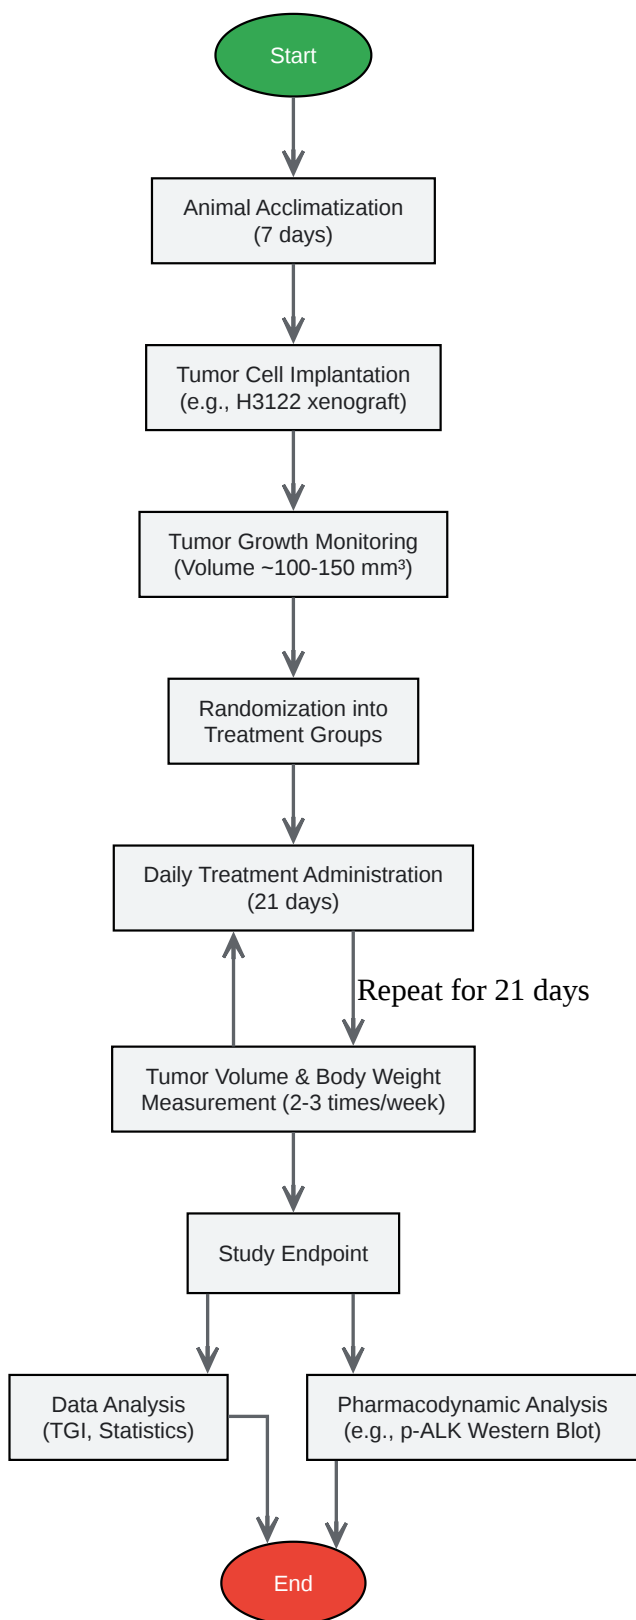 Start
Animal Acclimatization
(7 days)
Tumor Cell Implantation
(e.g., H3122 xenograft)
Tumor Growth Monitoring
(Volume ~100-150 mm³)
Randomization into
Treatment Groups
Daily Treatment Administration
(21 days)
Repeat for 21 days
Tumor Volume & Body Weight
Measurement (2-3 times/week)
Study Endpoint
Data Analysis
(TGI, Statistics)
Pharmacodynamic Analysis
(e.g., p-ALK Western Blot)
End